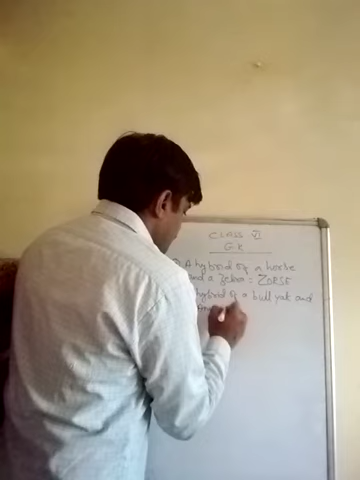 CLASS VI
G.K
A hybrid of a horse
and a Zebra = ZORSE
hybrid of a bull yak and